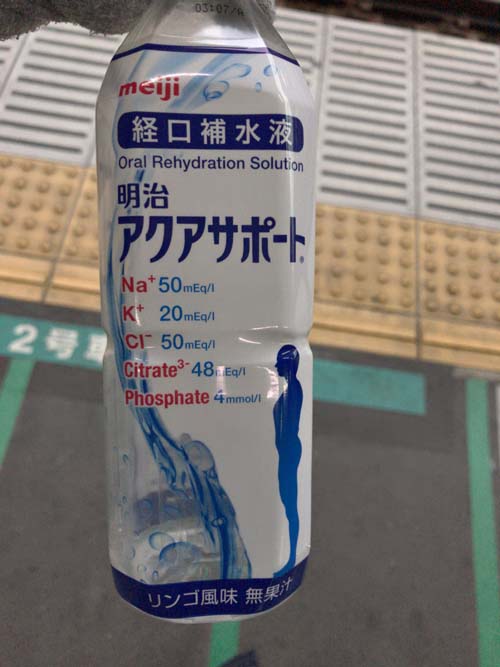 meiji
経口補水液
Oral Rehydration Solution
明治
アクアサポート®
Na⁺ 50mEq/l
K⁺ 20mEq/l
Cl⁻ 50mEq/l
Citrate³⁻ 48mEq/l
Phosphate 4mmol/l
2号車
リンゴ風味 無果汁